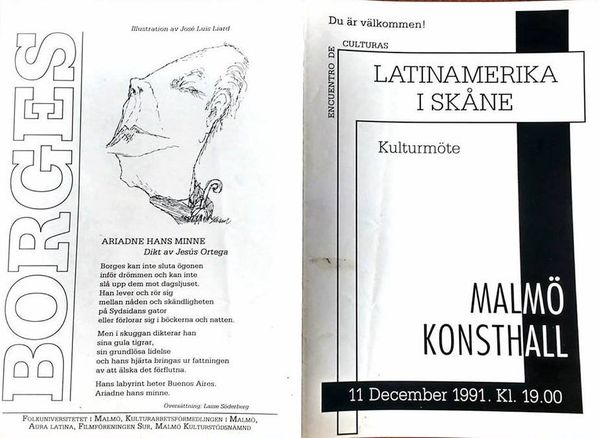 BORGES
Illustration av José Luis Liard
ARIADNE HANS MINNE
Dikt av Jesús Ortega
Borges kan inte sluta ögonen
inför drömmen och kan inte
slå upp dem mot dagsljuset.
Han lever och rör sig
mellan nåden och skändligheten
på Sydsidans gator
eller förlorar sig i böckerna och natten.
Men i skuggan dikterar han
sina gula tigrar,
sin grundlösa lidelse
och hans hjärta bringas ur fattningen
av att älska det förflutna.
Hans labyrint heter Buenos Aires.
Ariadne hans minne.
Översättning: Lasse Söderberg
FOLKUNIVERSITETET I MALMÖ, KULTURARBETSFÖRMEDLINGEN I MALMÖ,
AURA LATINA, FILMFÖRENINGEN SUR, MALMÖ KULTURSTÖDSNÄMND
Du är välkommen!
ENCUENTRO DE
CULTURAS
LATINAMERIKA
I SKÅNE
Kulturmöte
MALMÖ
KONSTHALL
11 December 1991. Kl. 19.00